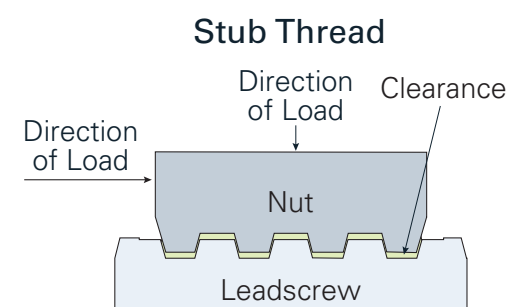 Stub Thread
Direction
of Load
Clearance
Direction
of Load
Nut
Leadscrew